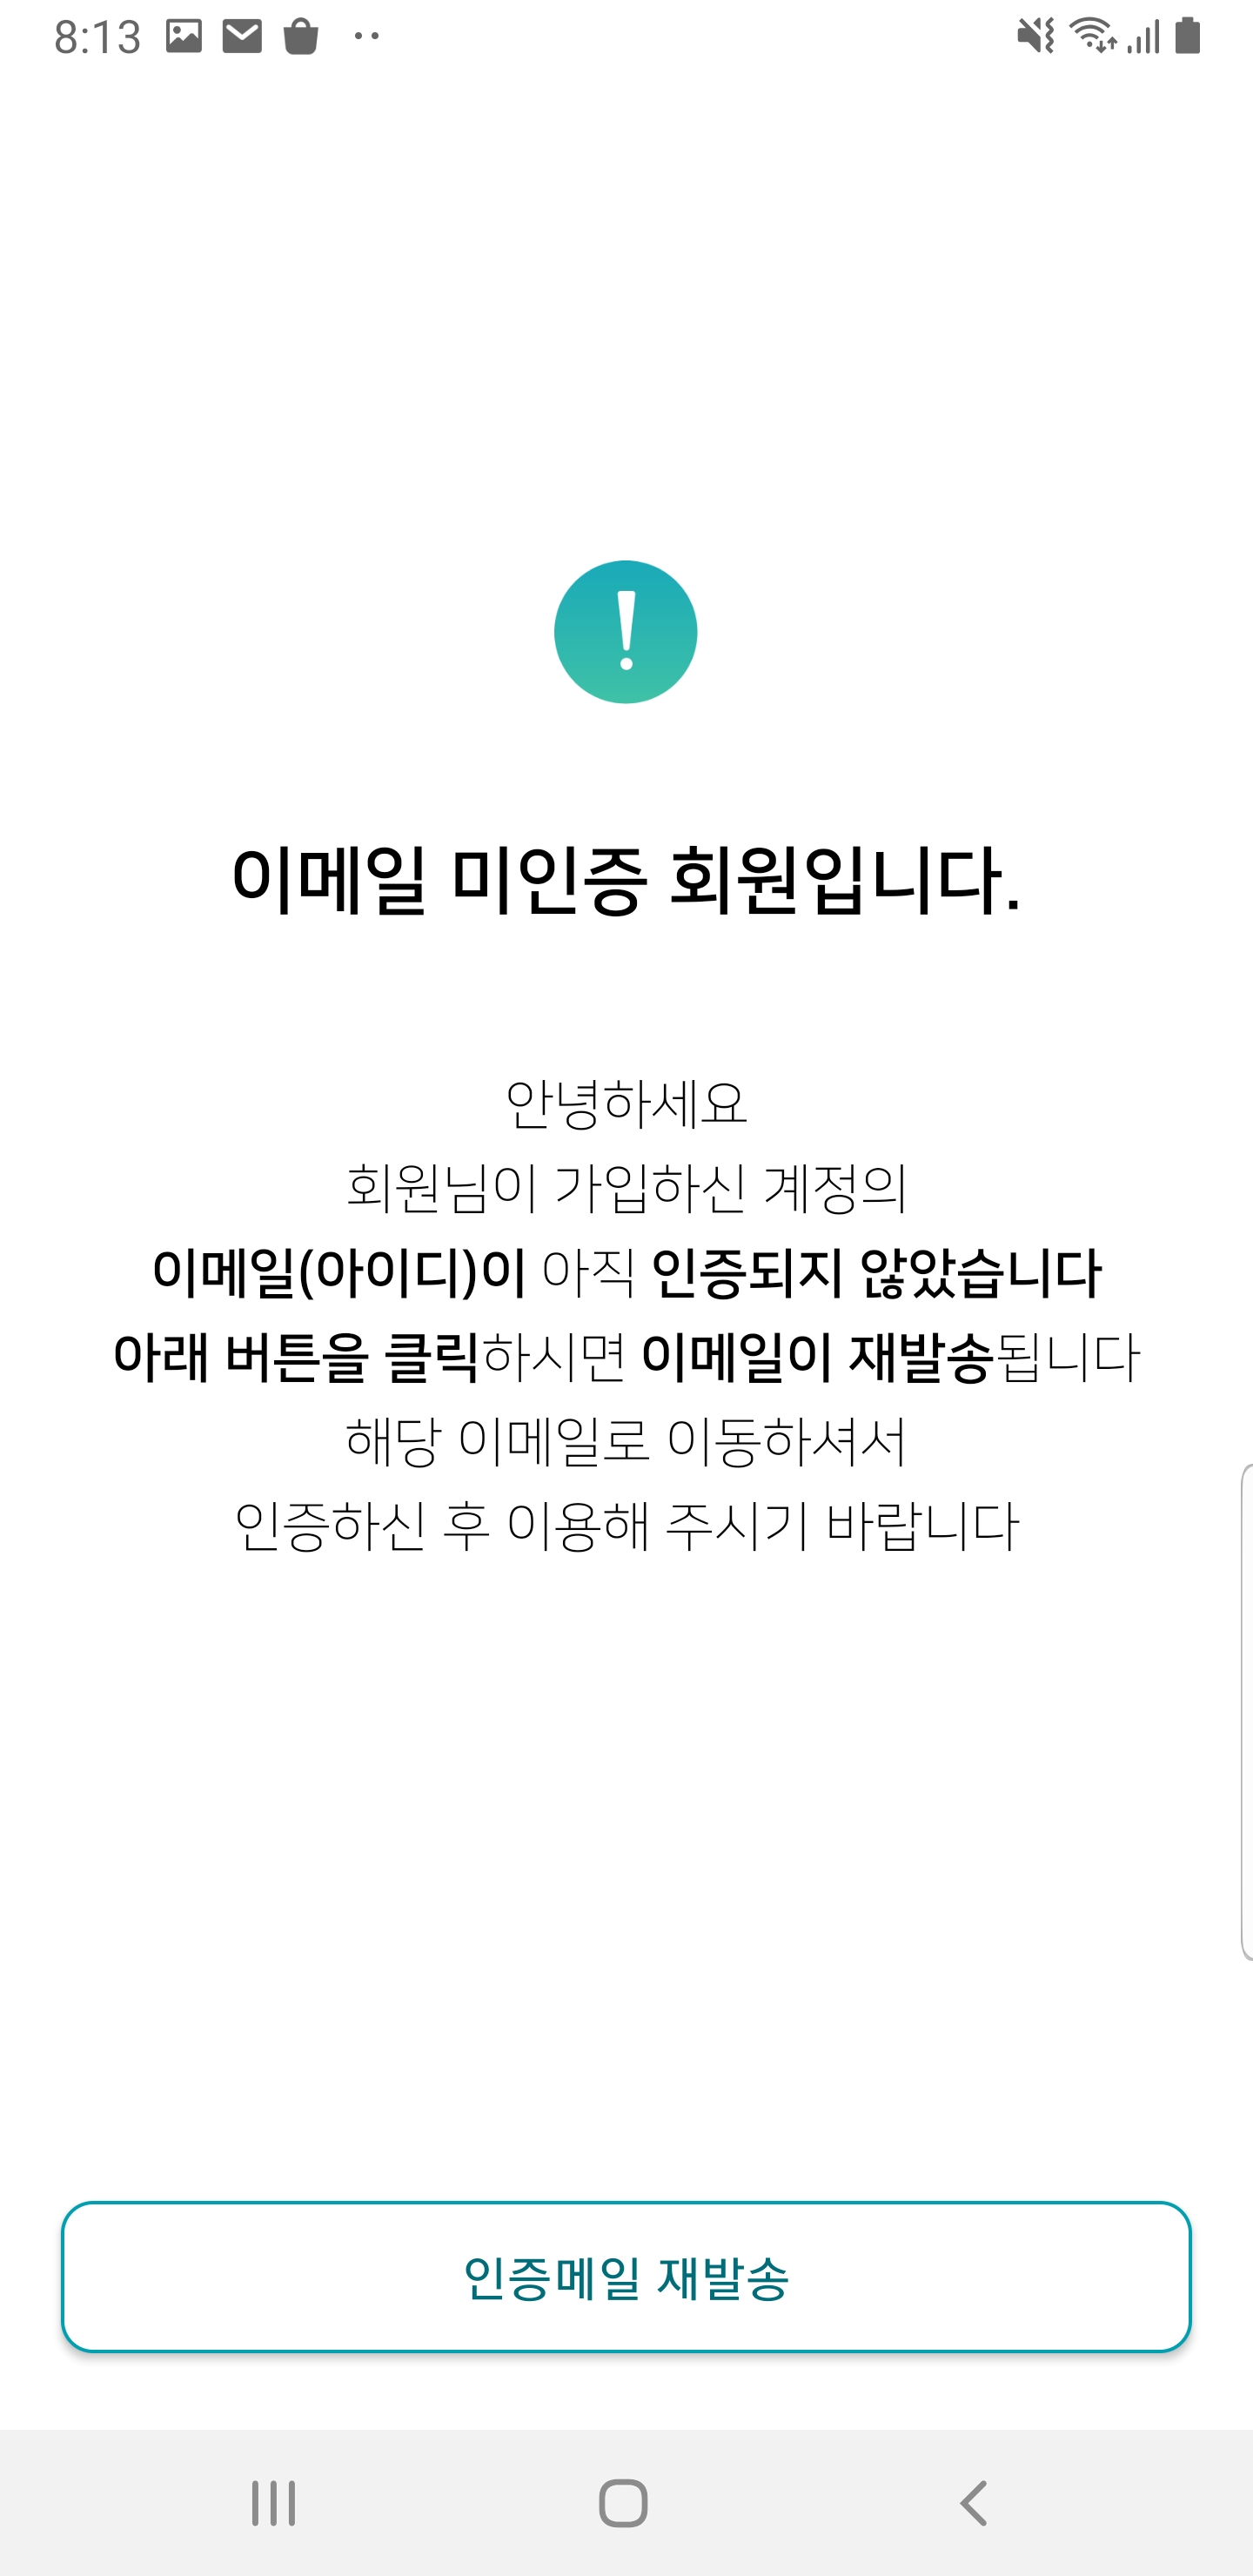 8:13
이메일 미인증 회원입니다.
안녕하세요
회원님이 가입하신 계정의
이메일(아이디)이 아직 인증되지 않았습니다
아래 버튼을 클릭하시면 이메일이 재발송됩니다
해당 이메일로 이동하셔서
인증하신 후 이용해 주시기 바랍니다
인증메일 재발송